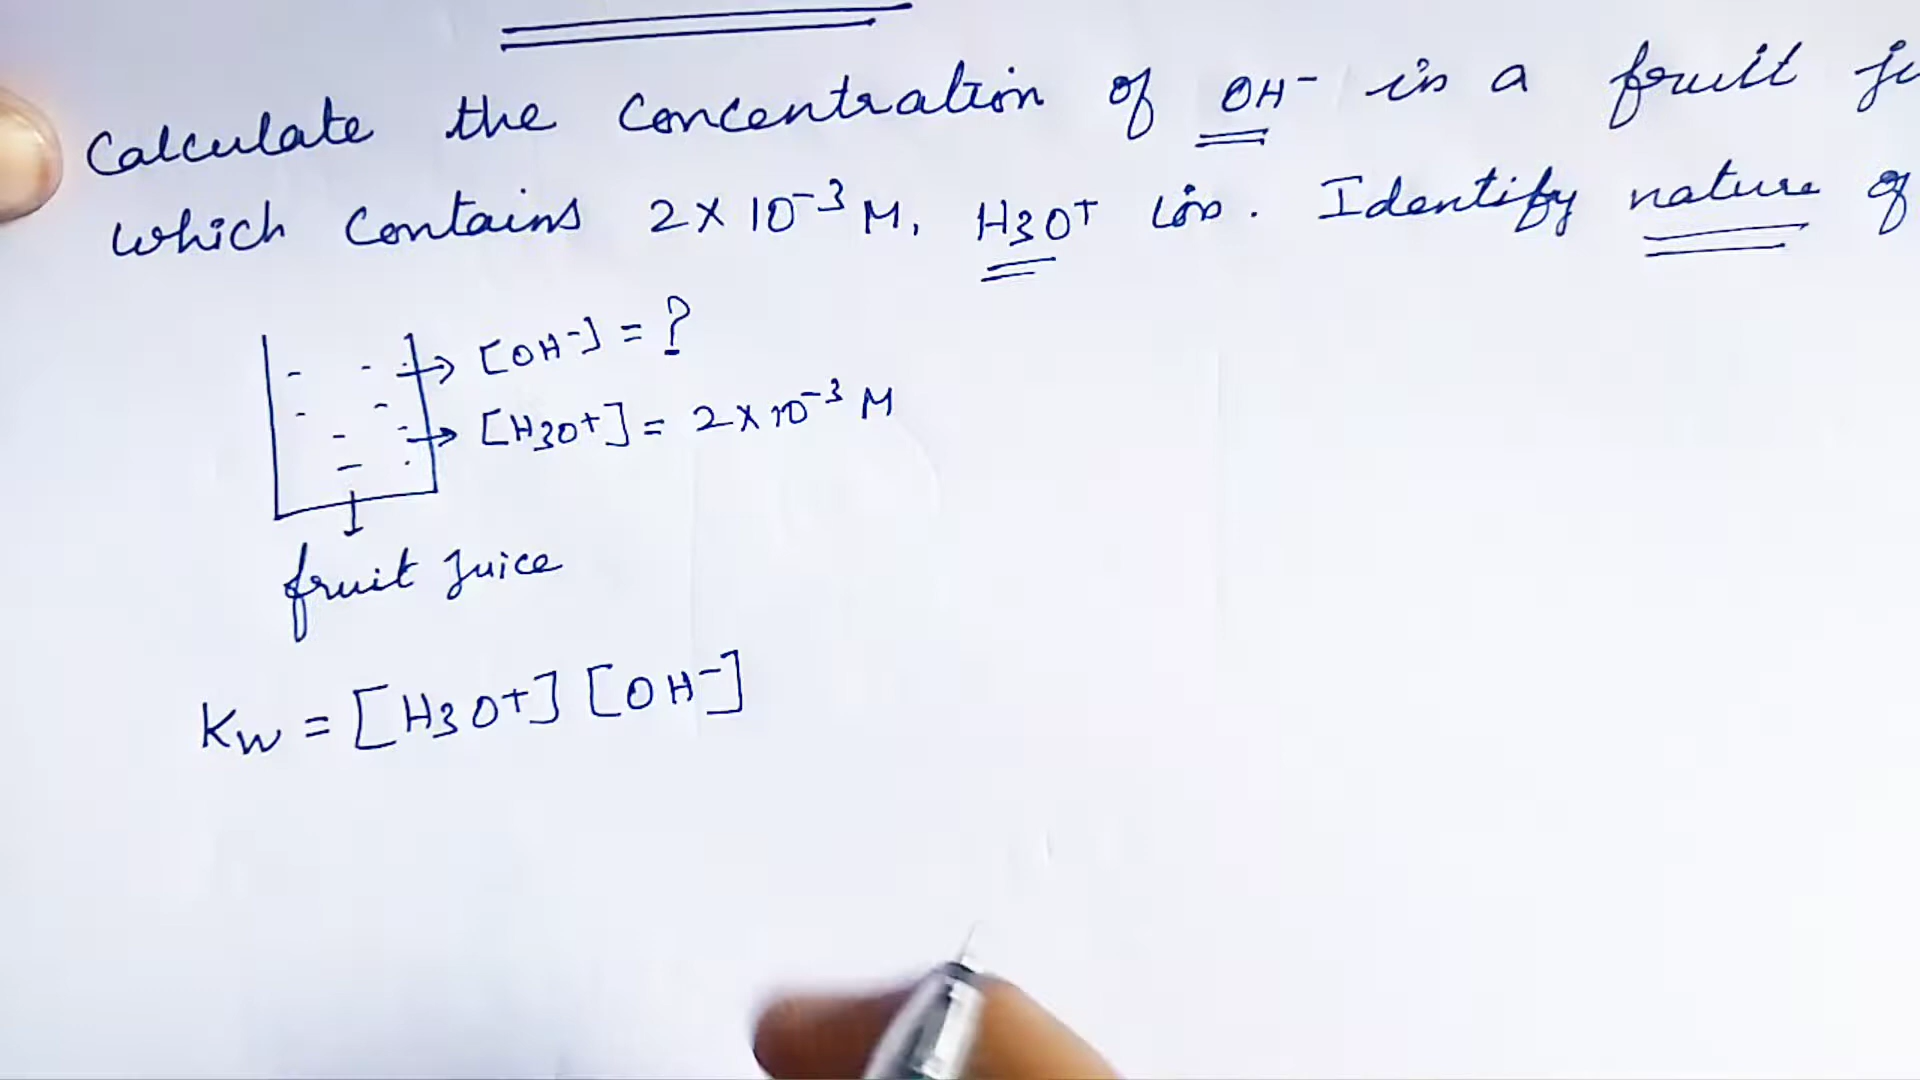 Calculate the Concentration of OH⁻ in a fruit
which contains 2 × 10⁻³ M, H3O⁺ ion. Identify nature of
[OH⁻] = ?
[H3O⁺] = 2 × 10⁻³ M
fruit Juice
Kw = [H3O⁺] [OH⁻]